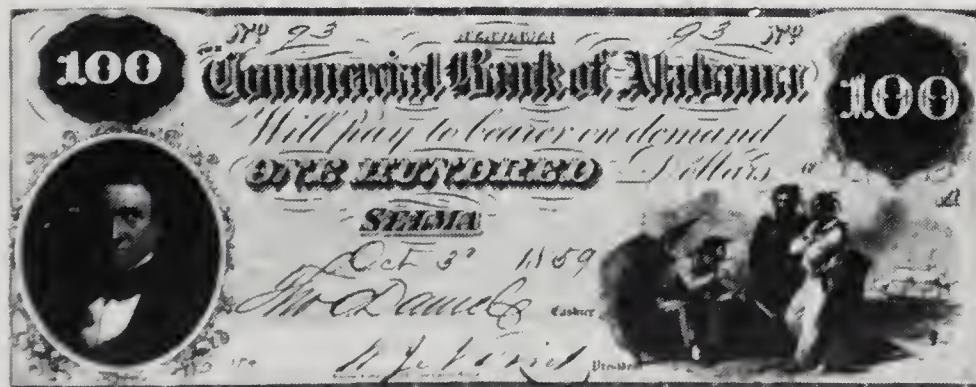 No 93 93 No
100 Commercial Bank of Alabama 100
Will pay to bearer on demand
ONE HUNDRED Dollars
SELMA
Oct 3d 1859
Cashier
President